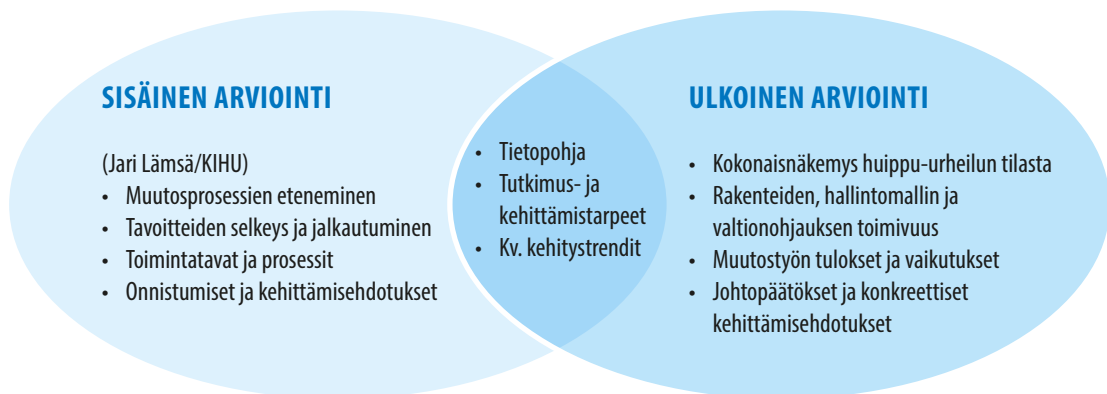 SISÄINEN ARVIOINTI
(Jari Lämsä/KIHU)
• Muutosprosessien eteneminen
• Tavoitteiden selkeys ja jalkautuminen
• Toimintatavat ja prosessit
• Onnistumiset ja kehittämisehdotukset
• Tietopohja
• Tutkimus- ja
kehittämistarpeet
• Kv. kehitystrendit
ULKOINEN ARVIOINTI
• Kokonaisnäkemys huippu-urheilun tilasta
• Rakenteiden, hallintomallin ja
valtionohjauksen toimivuus
• Muutostyön tulokset ja vaikutukset
• Johtopäätökset ja konkreettiset
kehittämisehdotukset